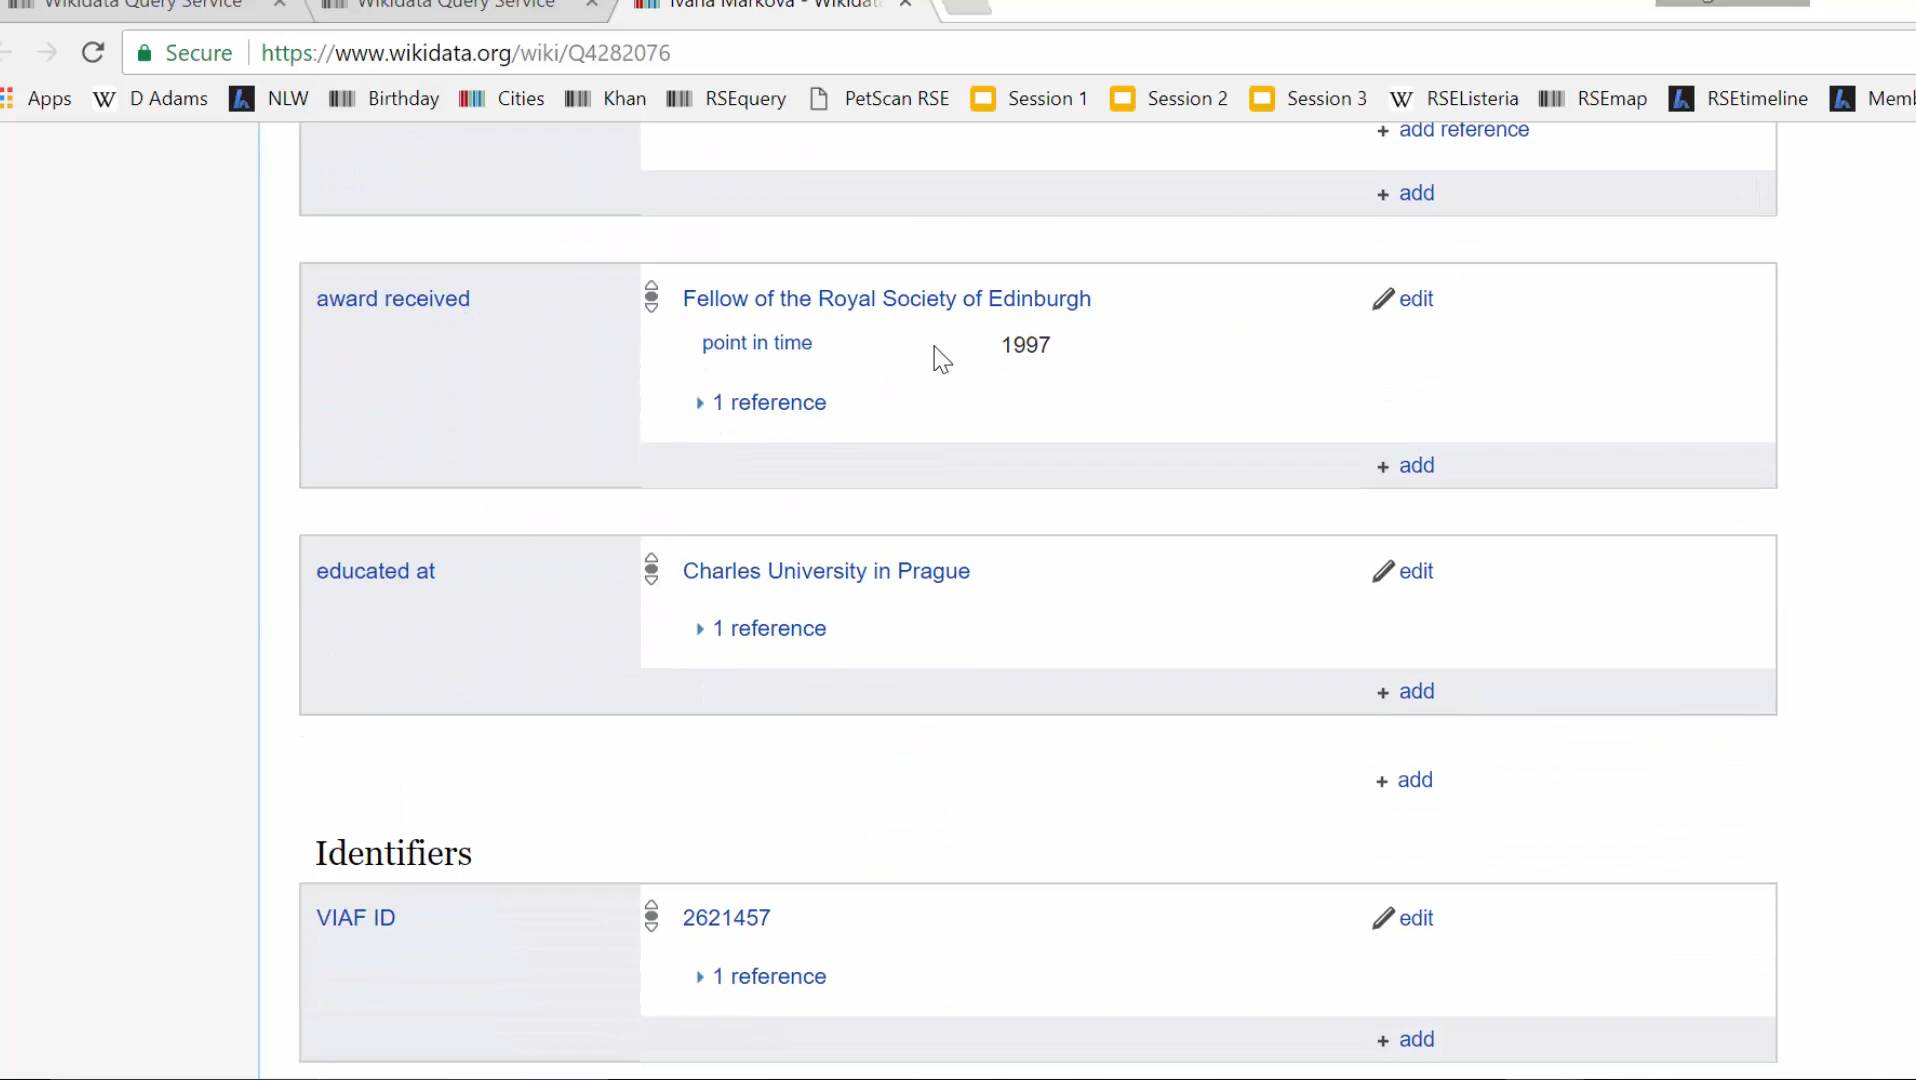 Wikidata Query Service Wikidata Query Service Ivana Markova - Wikidata
Secure https://www.wikidata.org/wiki/Q4282076
Apps D Adams NLW Birthday Cities Khan RSEquery PetScan RSE Session 1 Session 2 Session 3 RSEListeria RSEmap RSEtimeline
+ add reference
+ add
award received Fellow of the Royal Society of Edinburgh edit
point in time 1997
1 reference
+ add
educated at Charles University in Prague edit
1 reference
+ add
+ add
Identifiers
VIAF ID 2621457 edit
1 reference
+ add